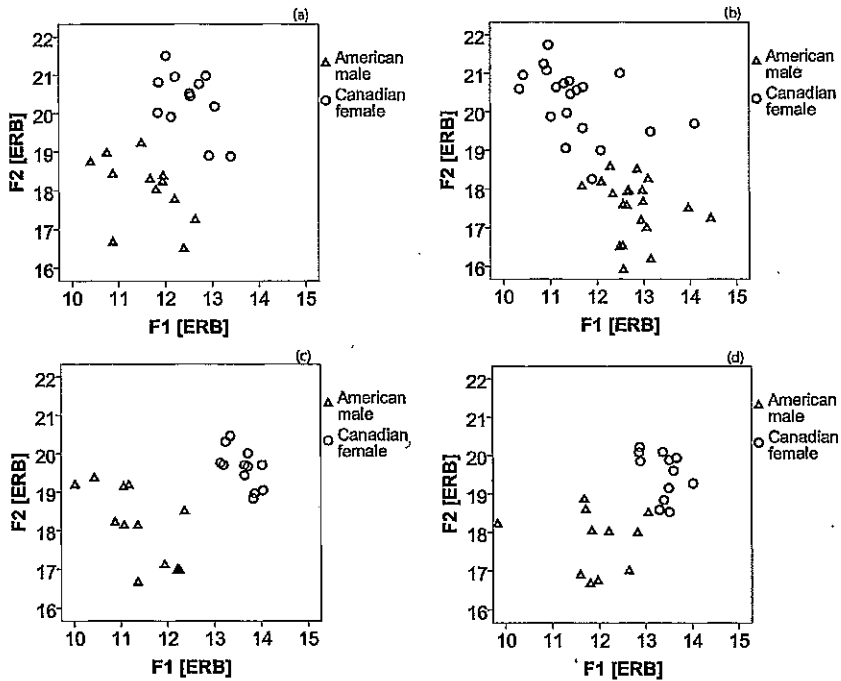 (a)
22
21
20
19
18
17
16
F2 [ERB]
10 11 12 13 14 15
F1 [ERB]
American
male
Canadian
female
(b)
22
21
20
19
18
17
16
F2 [ERB]
10 11 12 13 14 15
F1 [ERB]
American
male
Canadian
female
(c)
22
21
20
19
18
17
16
F2 [ERB]
10 11 12 13 14 15
F1 [ERB]
American
male
Canadian
female
(d)
22
21
20
19
18
17
16
F2 [ERB]
10 11 12 13 14 15
F1 [ERB]
American
male
Canadian
female